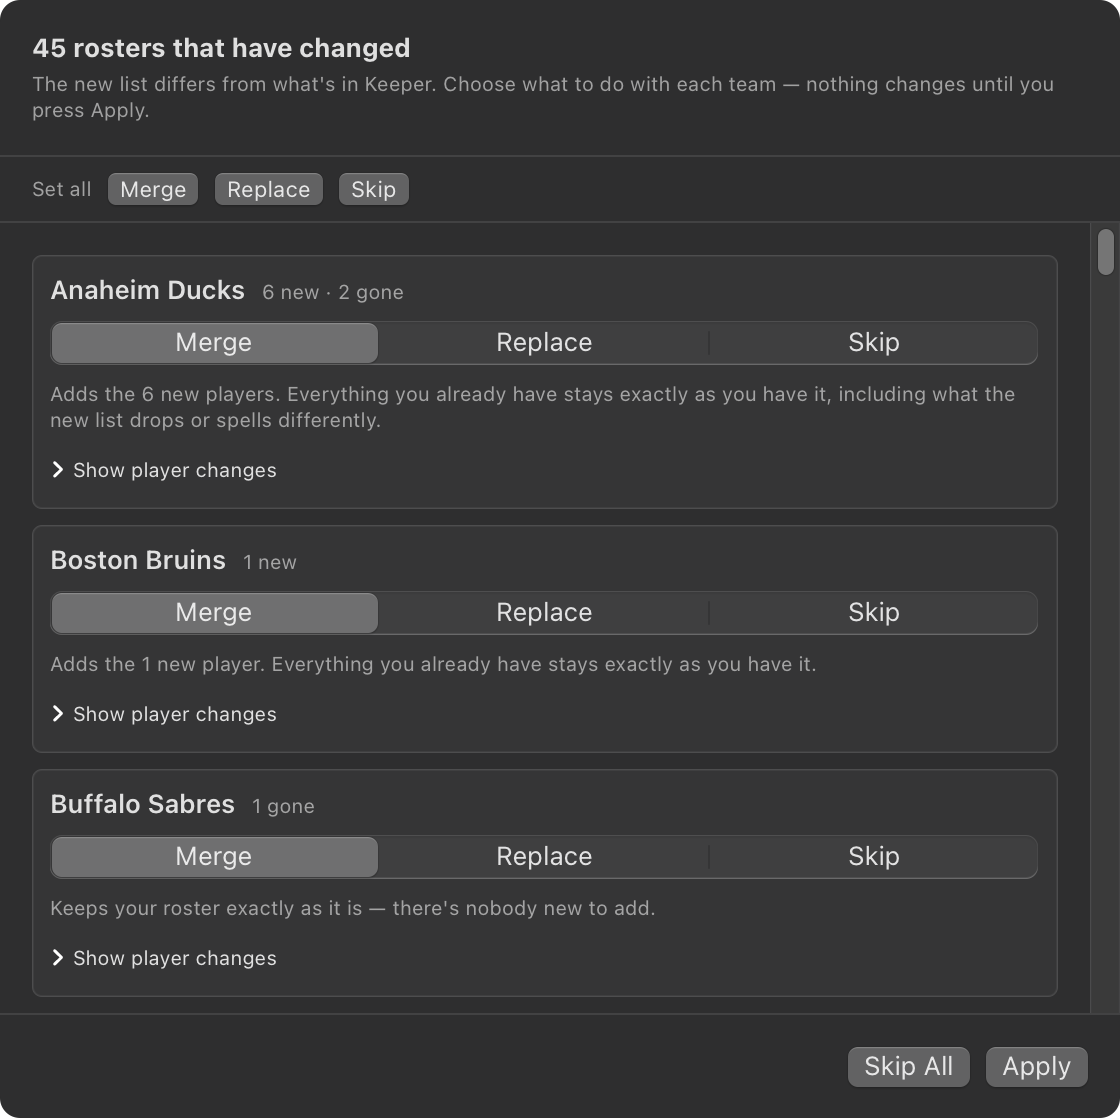 45 rosters that have changed
The new list differs from what's in Keeper. Choose what to do with each team — nothing changes until you
press Apply.
Set all Merge Replace Skip
Anaheim Ducks 6 new · 2 gone
Merge Replace Skip
Adds the 6 new players. Everything you already have stays exactly as you have it, including what the
new list drops or spells differently.
Show player changes
Boston Bruins 1 new
Merge Replace Skip
Adds the 1 new player. Everything you already have stays exactly as you have it.
Show player changes
Buffalo Sabres 1 gone
Merge Replace Skip
Keeps your roster exactly as it is — there's nobody new to add.
Show player changes
Skip All Apply